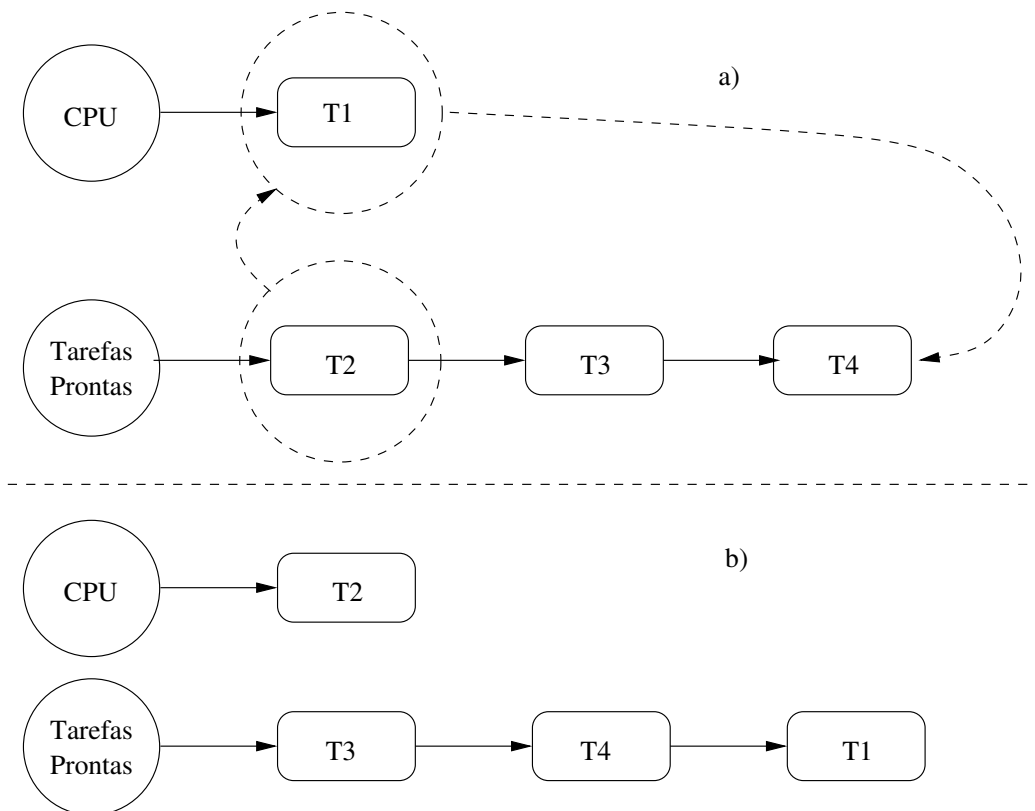 a)
CPU
T1
Tarefas
Prontas
T2
T3
T4
b)
CPU
T2
Tarefas
Prontas
T3
T4
T1